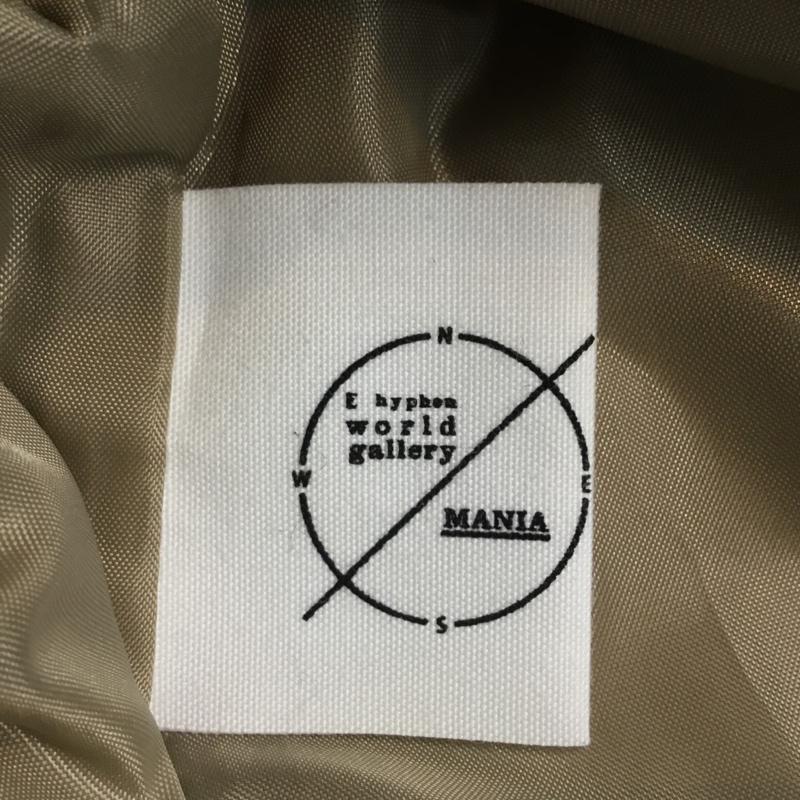 N
E hyphen
world
gallery
W
E
MANIA
S